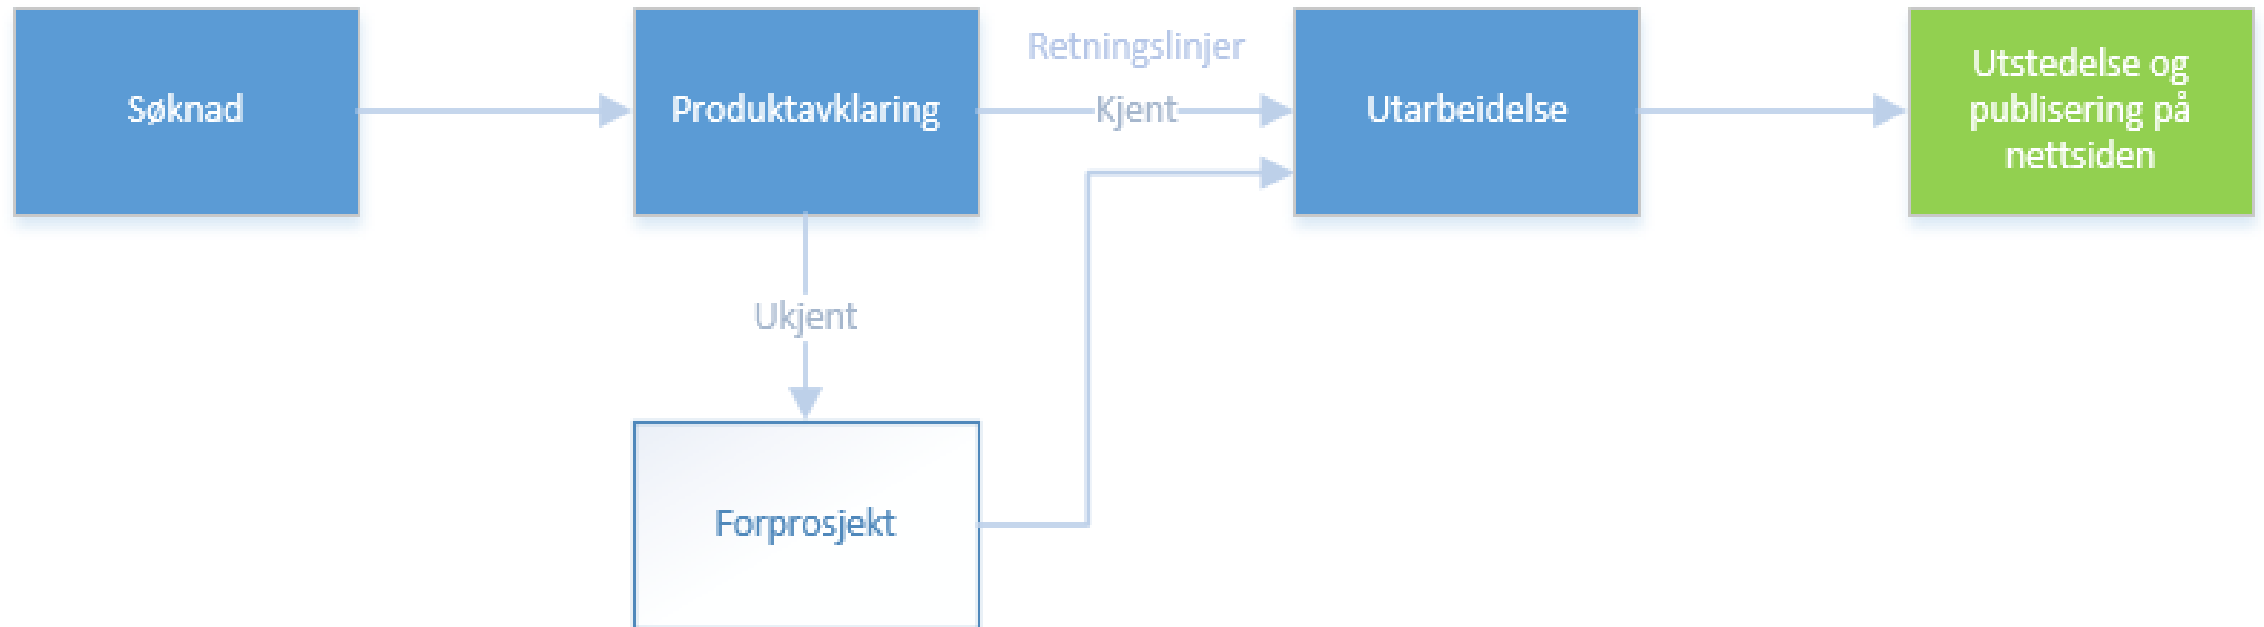 Søknad
Produktavklaring
Retningslinjer
Kjent
Utarbeidelse
Utstedelse og
publisering på
nettsiden
Ukjent
Forprosjekt